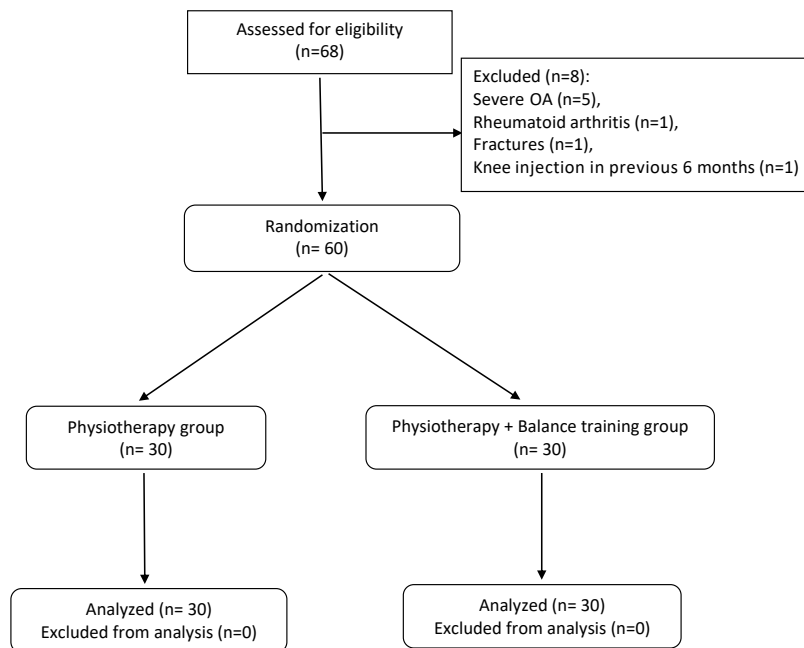 Assessed for eligibility
(n=68)
Excluded (n=8):
Severe OA (n=5),
Rheumatoid arthritis (n=1),
Fractures (n=1),
Knee injection in previous 6 months (n=1)
Randomization
(n= 60)
Physiotherapy group
(n= 30)
Physiotherapy + Balance training group
(n= 30)
Analyzed (n= 30)
Excluded from analysis (n=0)
Analyzed (n= 30)
Excluded from analysis (n=0)